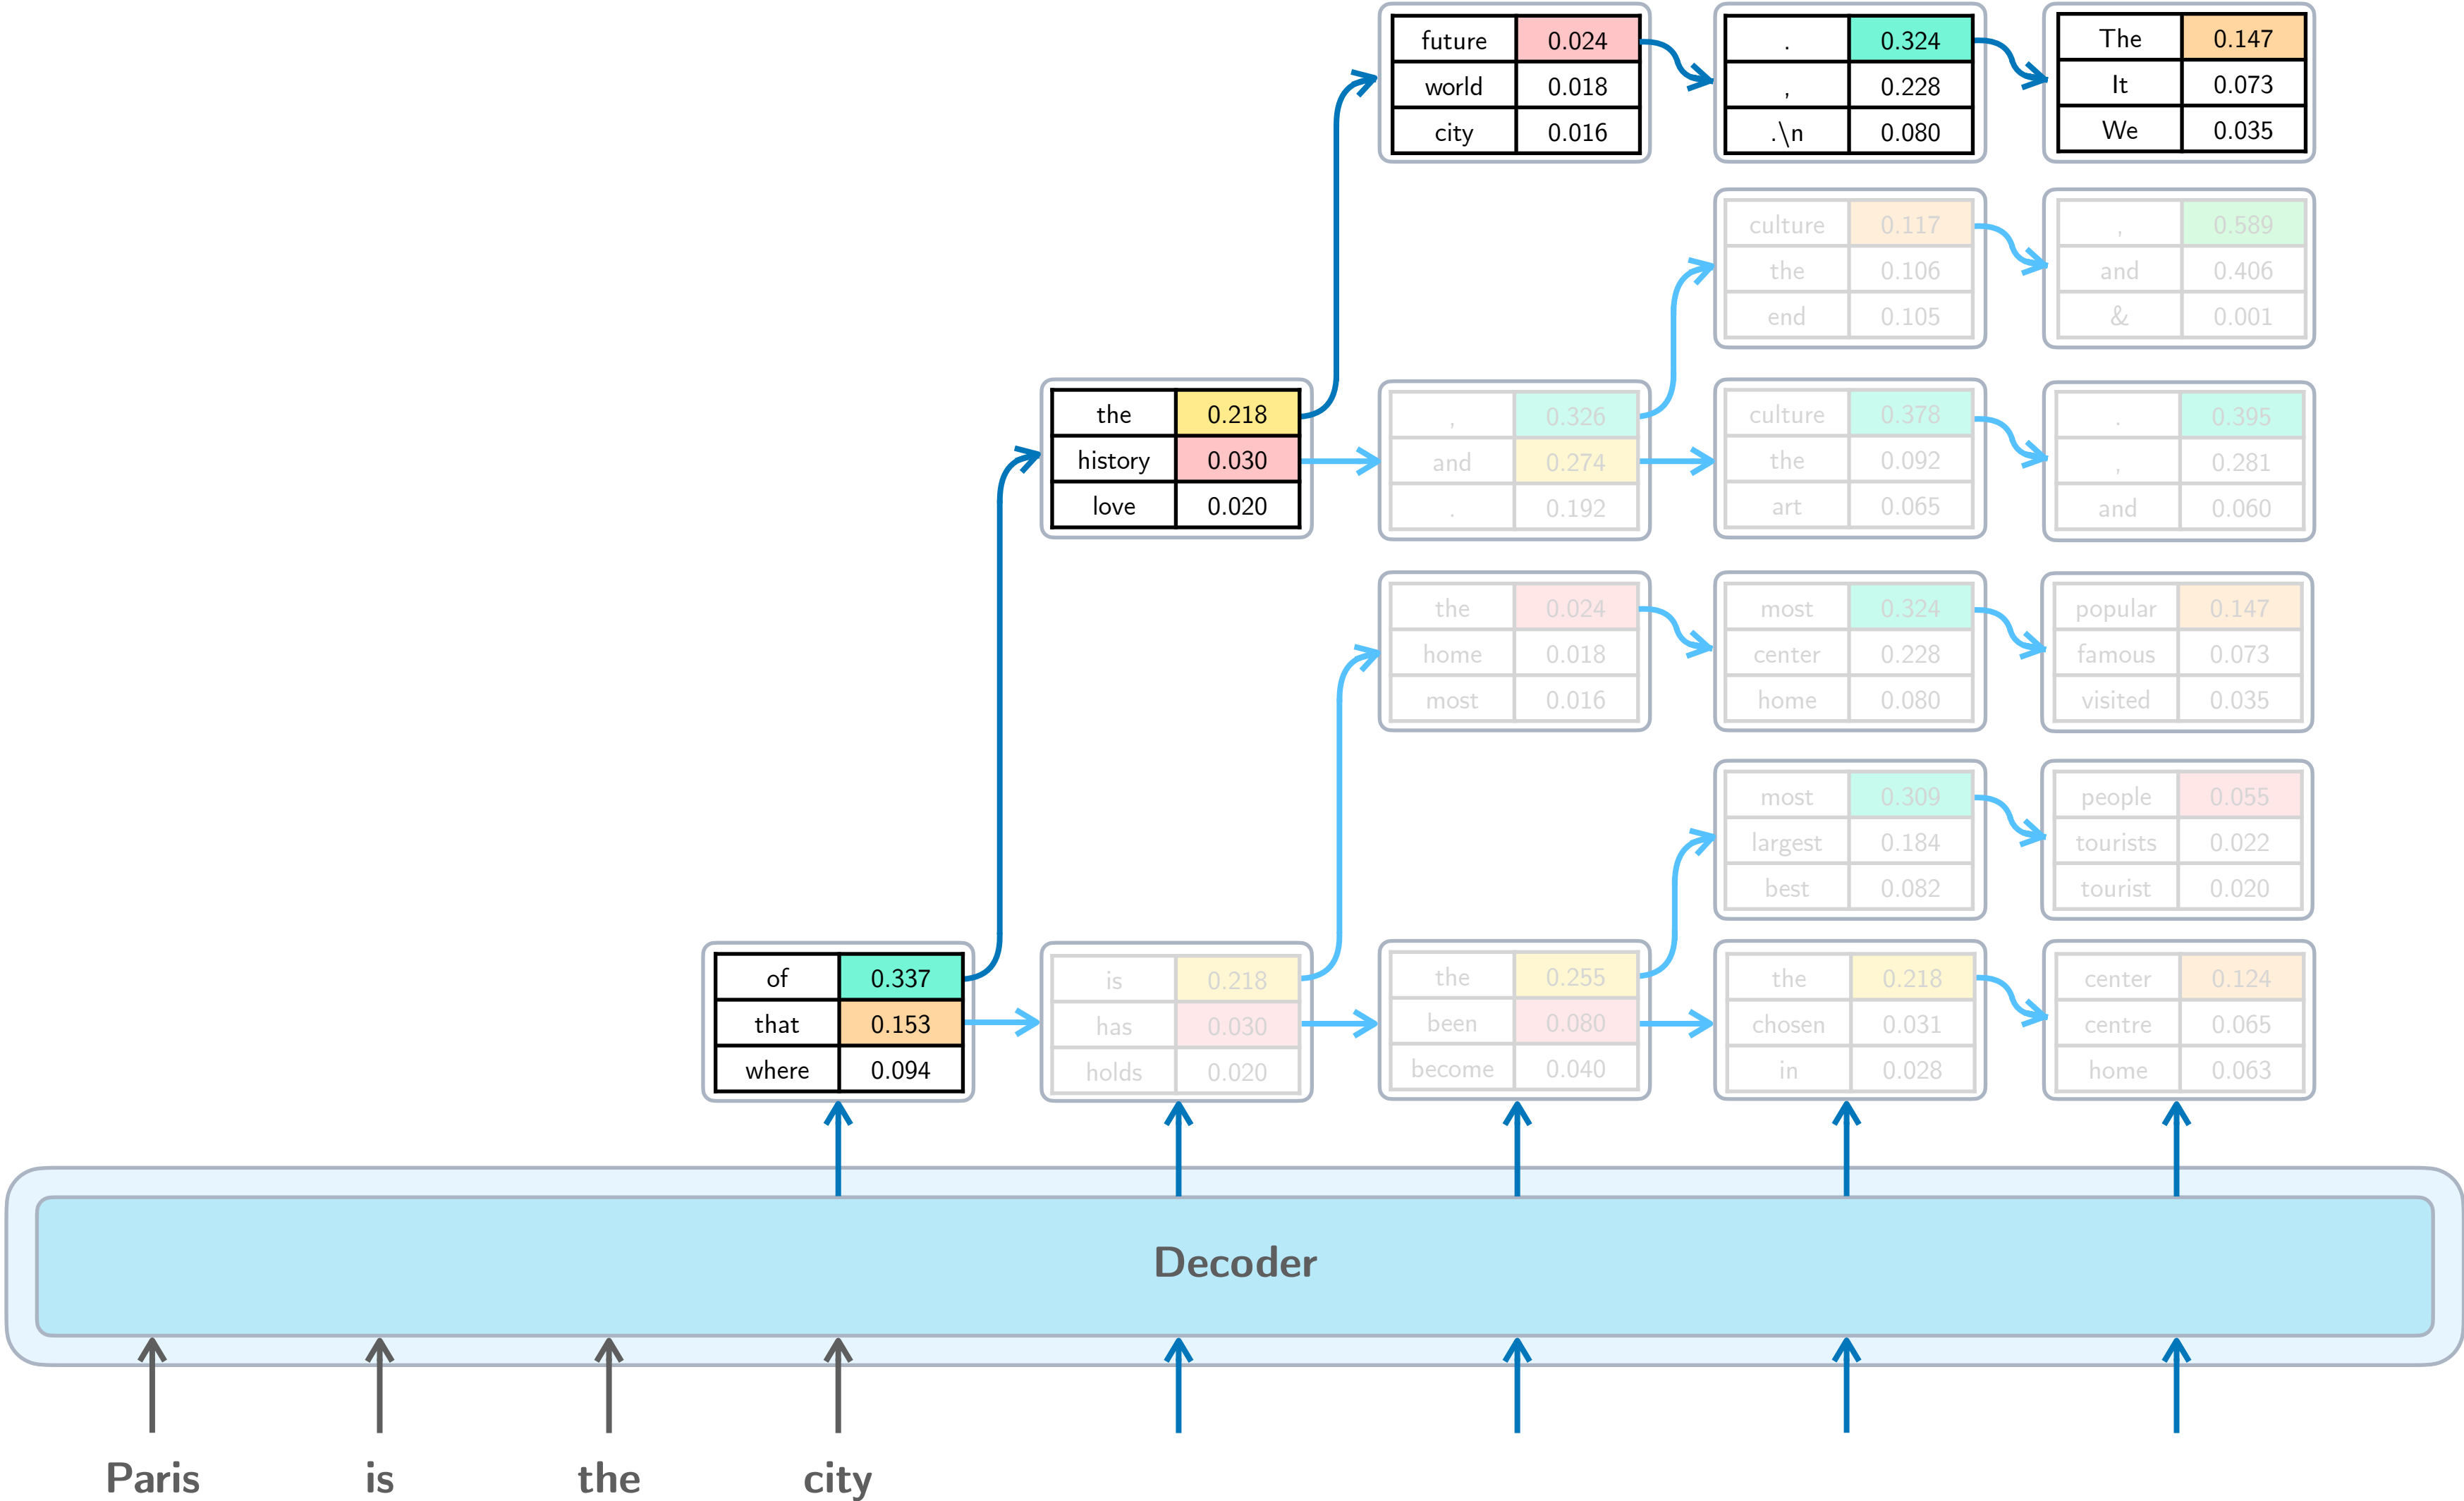 future 0.024
world 0.018
city 0.016
. 0.324
, 0.228
.\n 0.080
The 0.147
It 0.073
We 0.035
culture 0.117
the 0.106
end 0.105
, 0.589
and 0.406
& 0.001
the 0.218
history 0.030
love 0.020
, 0.326
and 0.274
. 0.192
culture 0.378
the 0.092
art 0.065
. 0.395
, 0.281
and 0.060
the 0.024
home 0.018
most 0.016
most 0.324
center 0.228
home 0.080
popular 0.147
famous 0.073
visited 0.035
most 0.309
largest 0.184
best 0.082
people 0.055
tourists 0.022
tourist 0.020
of 0.337
that 0.153
where 0.094
is 0.218
has 0.030
holds 0.020
the 0.255
been 0.080
become 0.040
the 0.218
chosen 0.031
in 0.028
center 0.124
centre 0.065
home 0.063
Decoder
Paris is the city